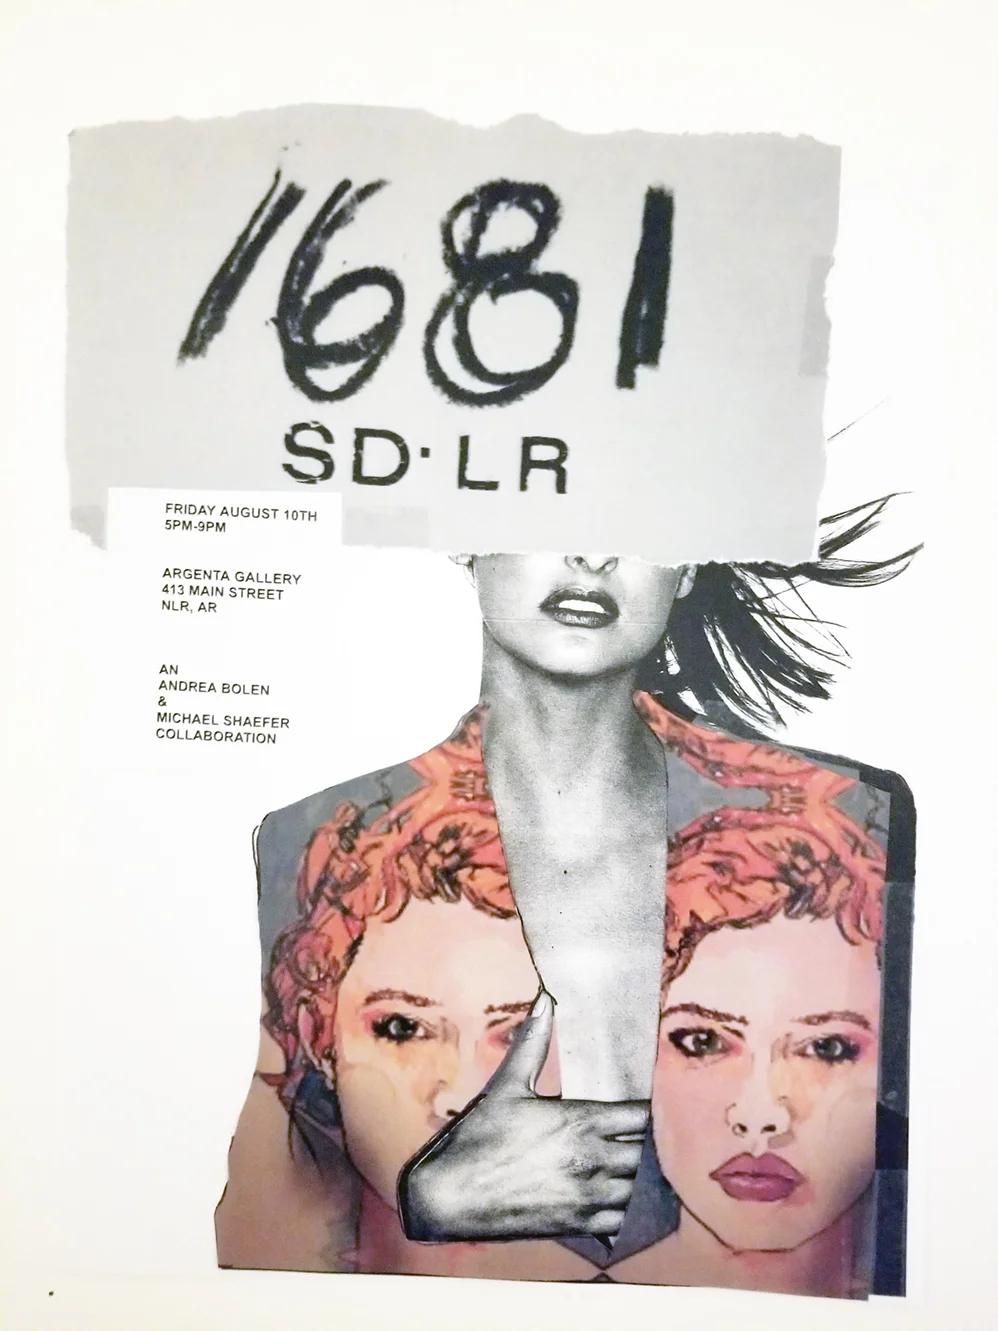 1681
SD·LR
FRIDAY AUGUST 10TH
5PM-9PM
ARGENTA GALLERY
413 MAIN STREET
NLR, AR
AN
ANDREA BOLEN
&
MICHAEL SHAEFER
COLLABORATION